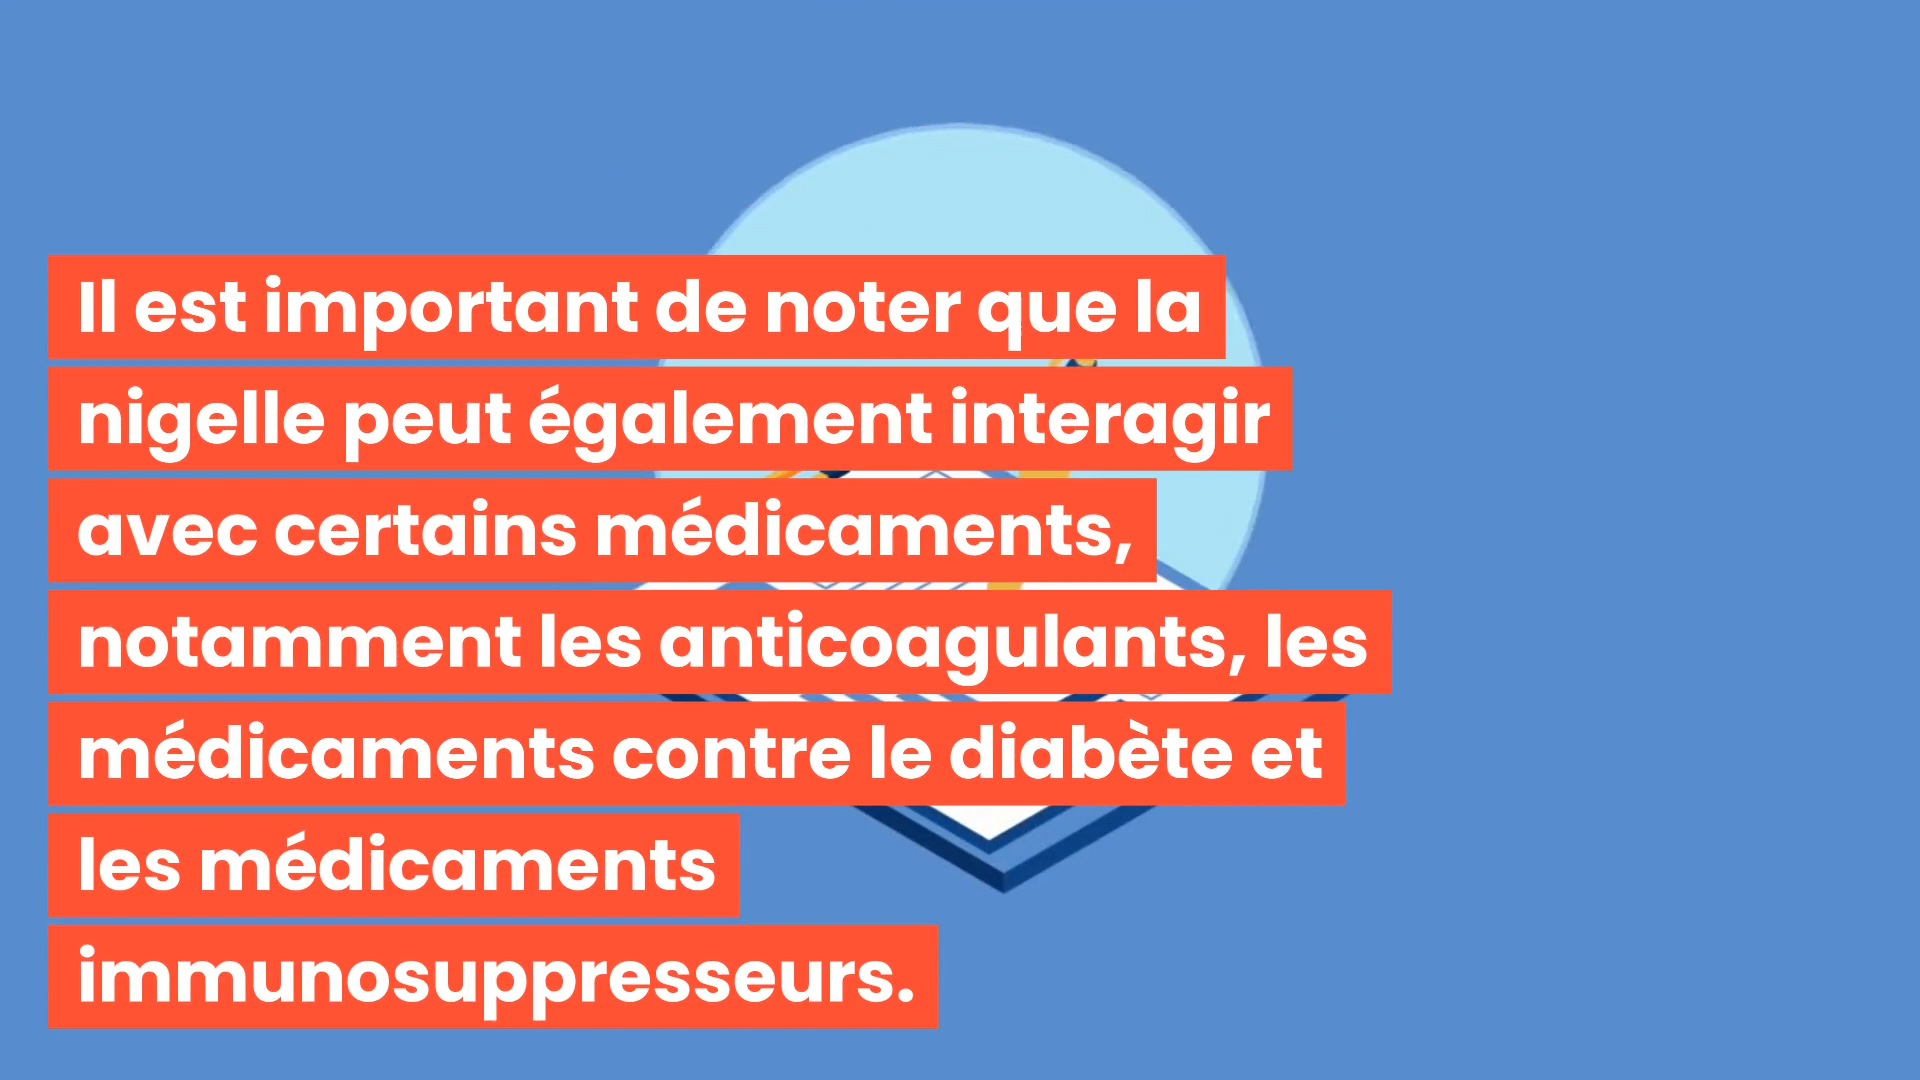 Il est important de noter que la
nigelle peut également interagir
avec certains médicaments,
notamment les anticoagulants, les
médicaments contre le diabète et
les médicaments
immunosuppresseurs.